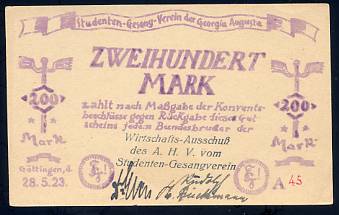 Studenten-Gesang-Verein der Georgia Augusta
ZWEIHUNDERT
MARK
200
Mark
200
Mark
zahlt nach Maßgabe der Konvents-
beschlüsse gegen Rückgabe dieses Gut
scheins jedem Bundesbruder der
Wirtschafts-Ausschuß
des A. H. V. vom
Studenten-Gesangverein
Göttingen, d.
28.5.23.
Rudolf
A 45